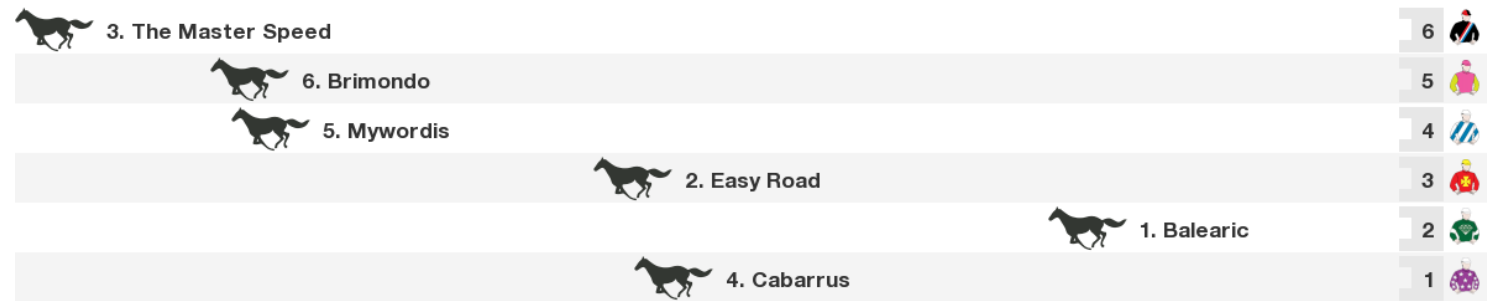 3. The Master Speed 6
6. Brimondo 5
5. Mywordis 4
2. Easy Road 3
1. Balearic 2
4. Cabarrus 1